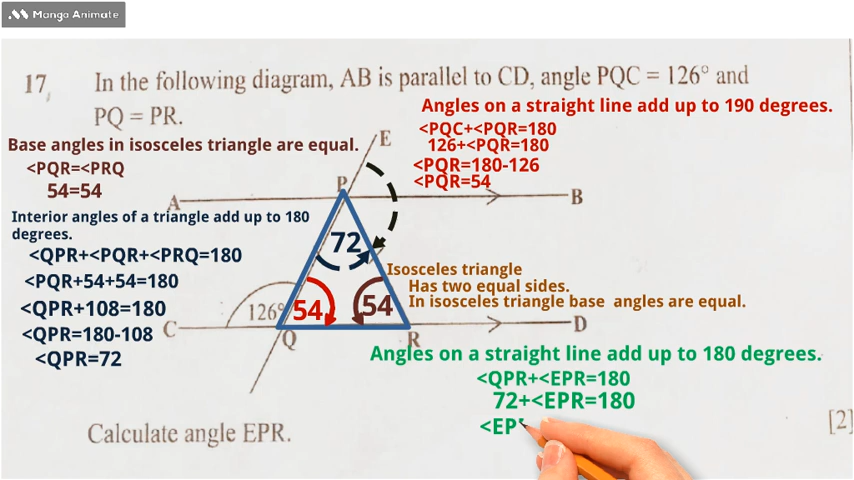 Manga Animate
17, In the following diagram, AB is parallel to CD, angle PQC = 126° and
PQ = PR.
Angles on a straight line add up to 190 degrees.
<PQC+<PQR=180
126+<PQR=180
<PQR=180-126
<PQR=54
Base angles in isosceles triangle are equal.
<PQR=<PRQ
54=54
E
P
A
B
Interior angles of a triangle add up to 180
degrees.
<QPR+<PQR+<PRQ=180
<PQR+54+54=180
<QPR+108=180
<QPR=180-108
<QPR=72
72
Isosceles triangle
Has two equal sides.
In isosceles triangle base angles are equal.
126°
54
54
C
D
Q
R
Angles on a straight line add up to 180 degrees.
<QPR+<EPR=180
72+<EPR=180
<EP
Calculate angle EPR.
[2]